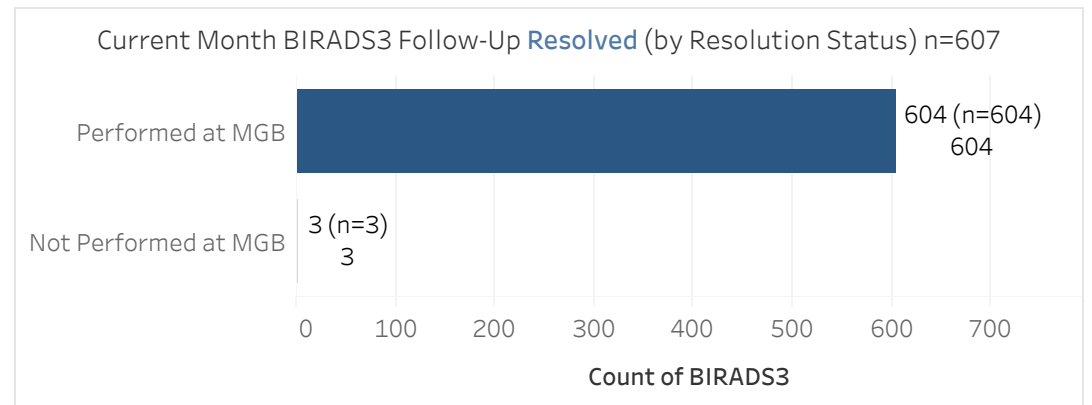 Current Month BIRADS3 Follow-Up Resolved (by Resolution Status) n=607
Performed at MGB
604 (n=604)
604
Not Performed at MGB
3 (n=3)
3
0 100 200 300 400 500 600 700
Count of BIRADS3